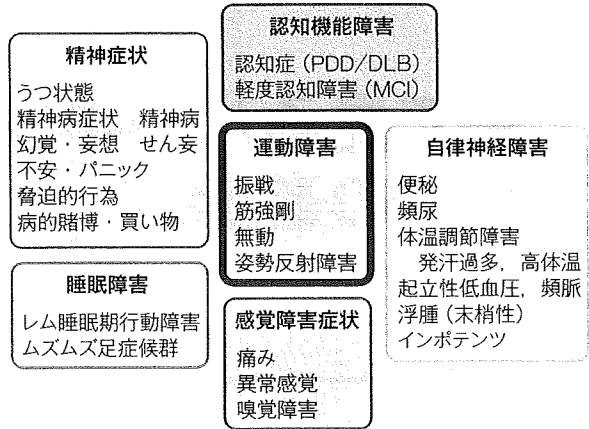 精神症状
うつ状態
精神病症状 精神病
幻覚・妄想 せん妄
不安・パニック
脅迫的行為
病的賭博・買い物
認知機能障害
認知症(PDD/DLB)
軽度認知障害(MCI)
運動障害
振戦
筋強剛
無動
姿勢反射障害
自律神経障害
便秘
頻尿
体温調節障害
発汗過多,高体温
起立性低血圧,頻脈
浮腫(末梢性)
インポテンツ
睡眠障害
レム睡眠期行動障害
ムズムズ足症候群
感覚障害症状
痛み
異常感覚
嗅覚障害